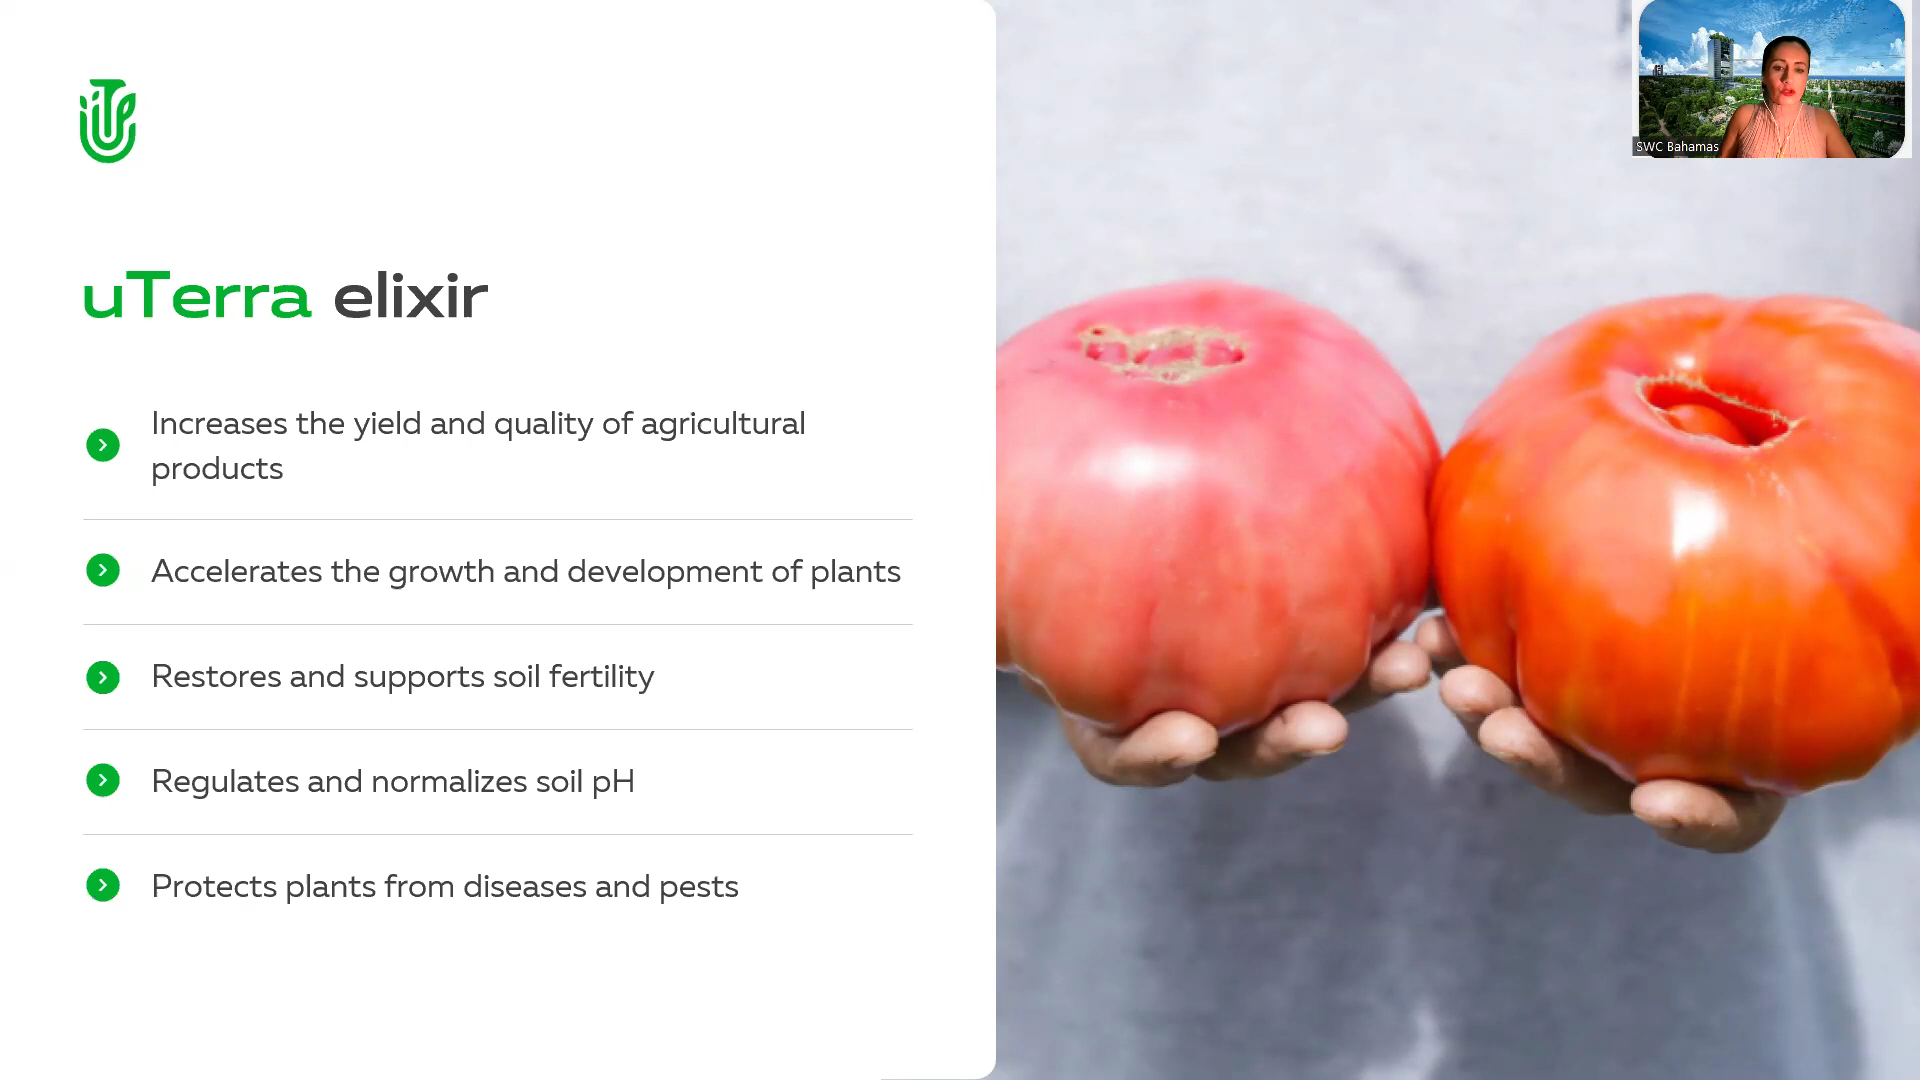 SWC Bahamas
uTerra elixir
Increases the yield and quality of agricultural
products
Accelerates the growth and development of plants
Restores and supports soil fertility
Regulates and normalizes soil pH
Protects plants from diseases and pests